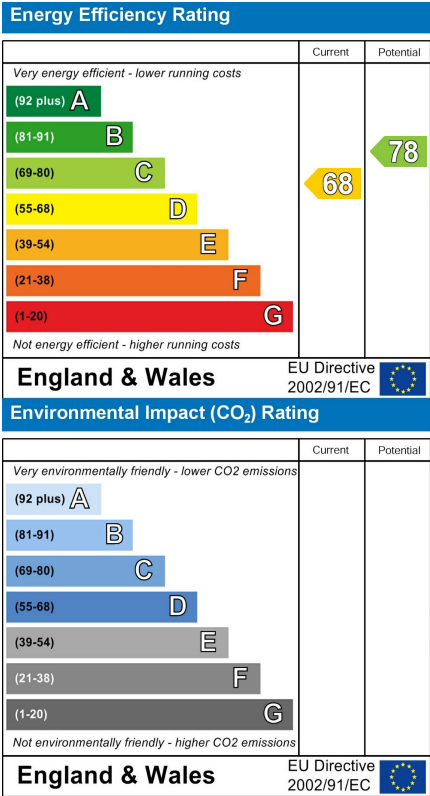 Energy Efficiency Rating
Current Potential
Very energy efficient - lower running costs
(92 plus) A
(81-91) B
(69-80) C
(55-68) D
(39-54) E
(21-38) F
(1-20) G
68
78
Not energy efficient - higher running costs
England & Wales
EU Directive
2002/91/EC
Environmental Impact (CO₂) Rating
Current Potential
Very environmentally friendly - lower CO2 emissions
(92 plus) A
(81-91) B
(69-80) C
(55-68) D
(39-54) E
(21-38) F
(1-20) G
Not environmentally friendly - higher CO2 emissions
England & Wales
EU Directive
2002/91/EC